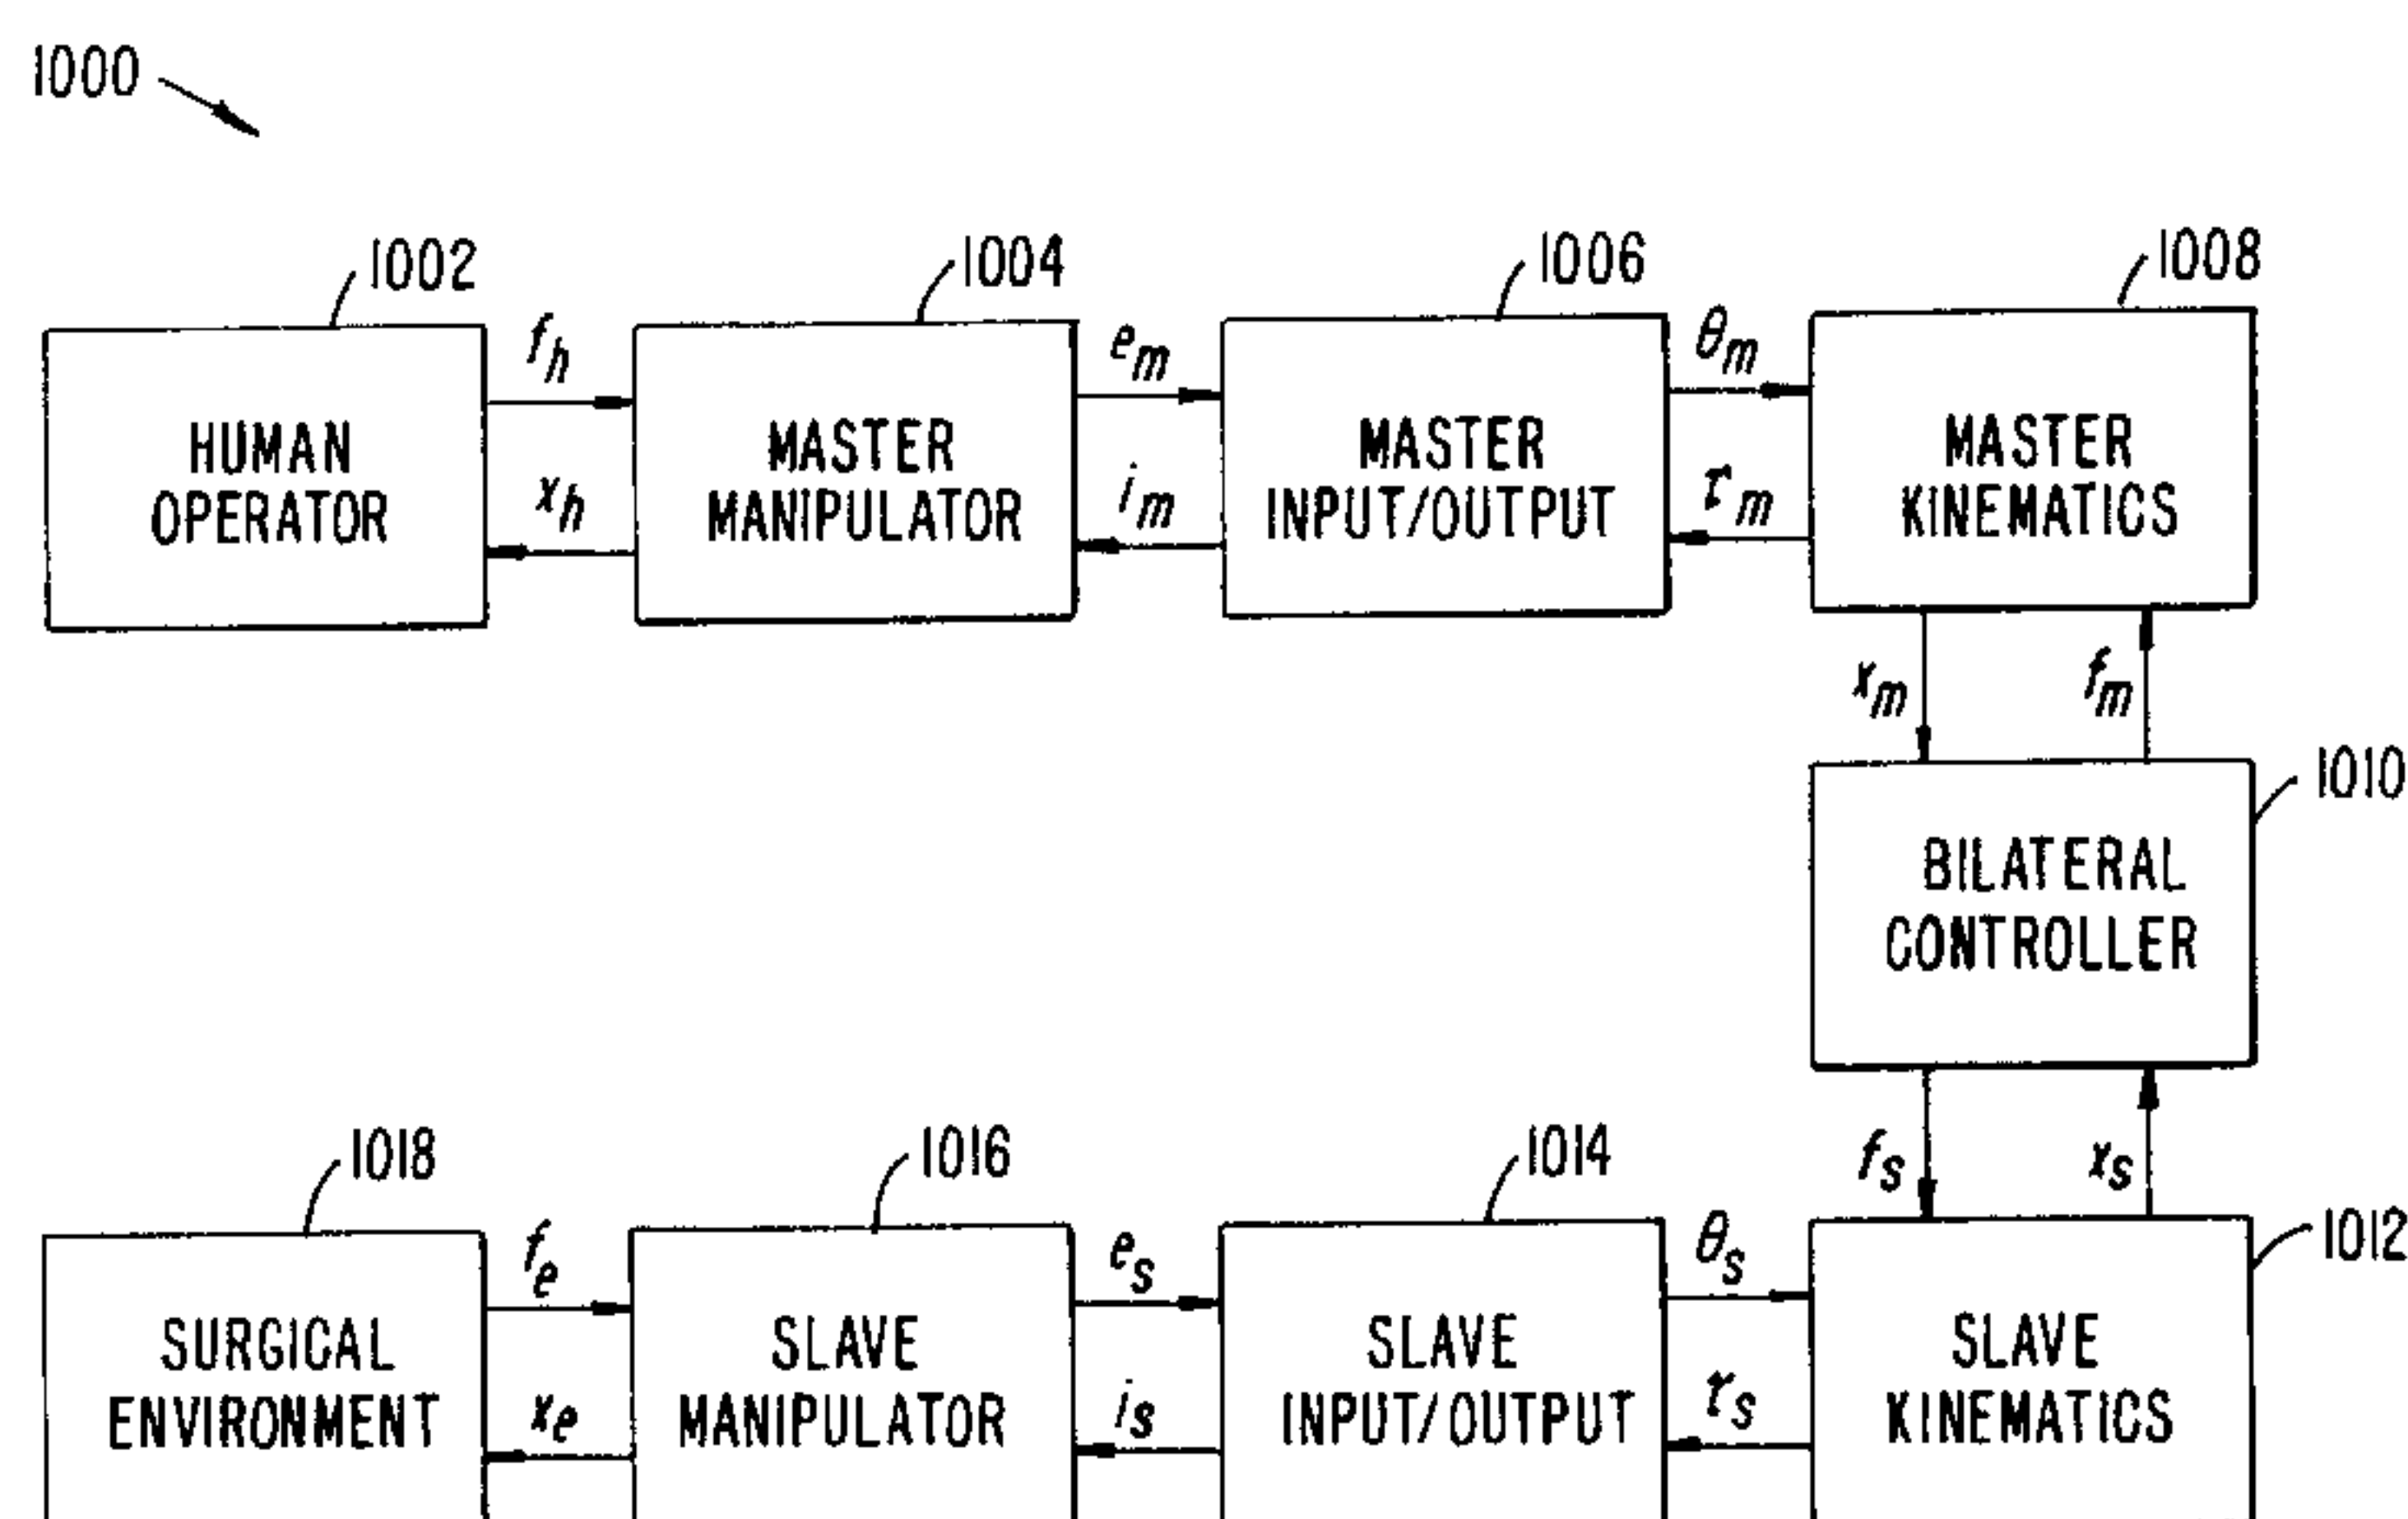 1000
1002
1004
1006
1008
HUMAN
OPERATOR
f_h
x_h
MASTER
MANIPULATOR
e_m
i_m
MASTER
INPUT/OUTPUT
θ_m
τ_m
MASTER
KINEMATICS
x_m
f_m
1010
BILATERAL
CONTROLLER
f_s
x_s
1018
1016
1014
1012
SURGICAL
ENVIRONMENT
f_e
x_e
SLAVE
MANIPULATOR
e_s
i_s
SLAVE
INPUT/OUTPUT
θ_s
τ_s
SLAVE
KINEMATICS